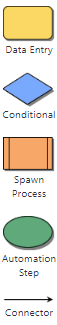 Data Entry
Conditional
Spawn
Process
Automation
Step
Connector